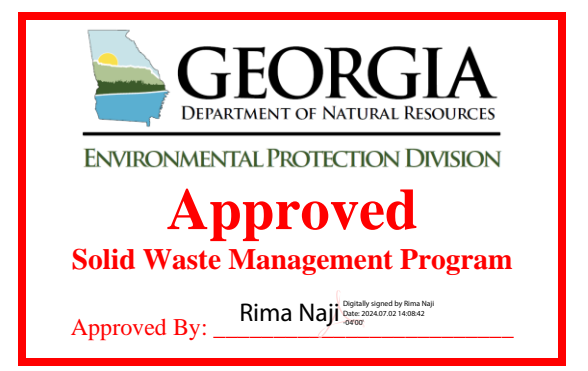 GEORGIA
DEPARTMENT OF NATURAL RESOURCES
ENVIRONMENTAL PROTECTION DIVISION
Approved
Solid Waste Management Program
Approved By: Rima Naji
Digitally signed by Rima Naji
Date: 2024.07.02 14:08:42
-04'00'